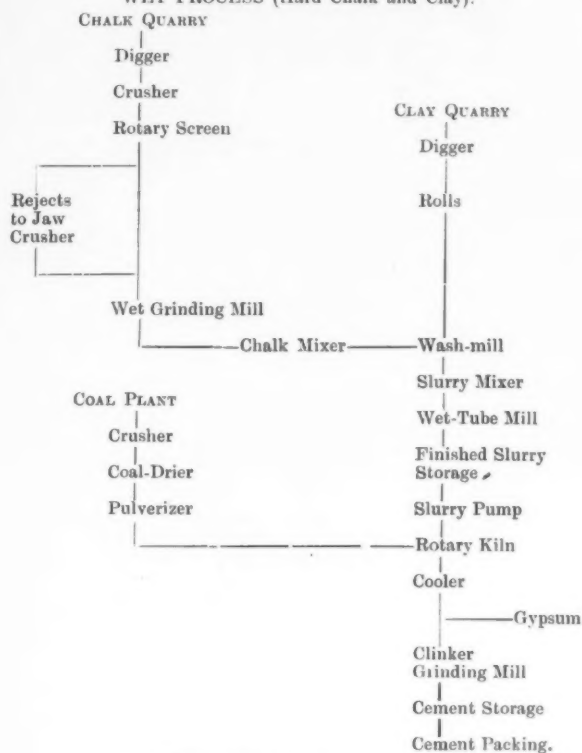 WET PROCESS (Hard Chalk and Clay).
CHALK QUARRY
Digger
Crusher
Rotary Screen
Rejects
to Jaw
Crusher
Wet Grinding Mill
Chalk Mixer
CLAY QUARRY
Digger
Rolls
Wash-mill
Slurry Mixer
Wet-Tube Mill
Finished Slurry
Storage
Slurry Pump
COAL PLANT
Crusher
Coal-Drier
Pulverizer
Rotary Kiln
Cooler
Gypsum
Clinker
Grinding Mill
Cement Storage
Cement Packing.